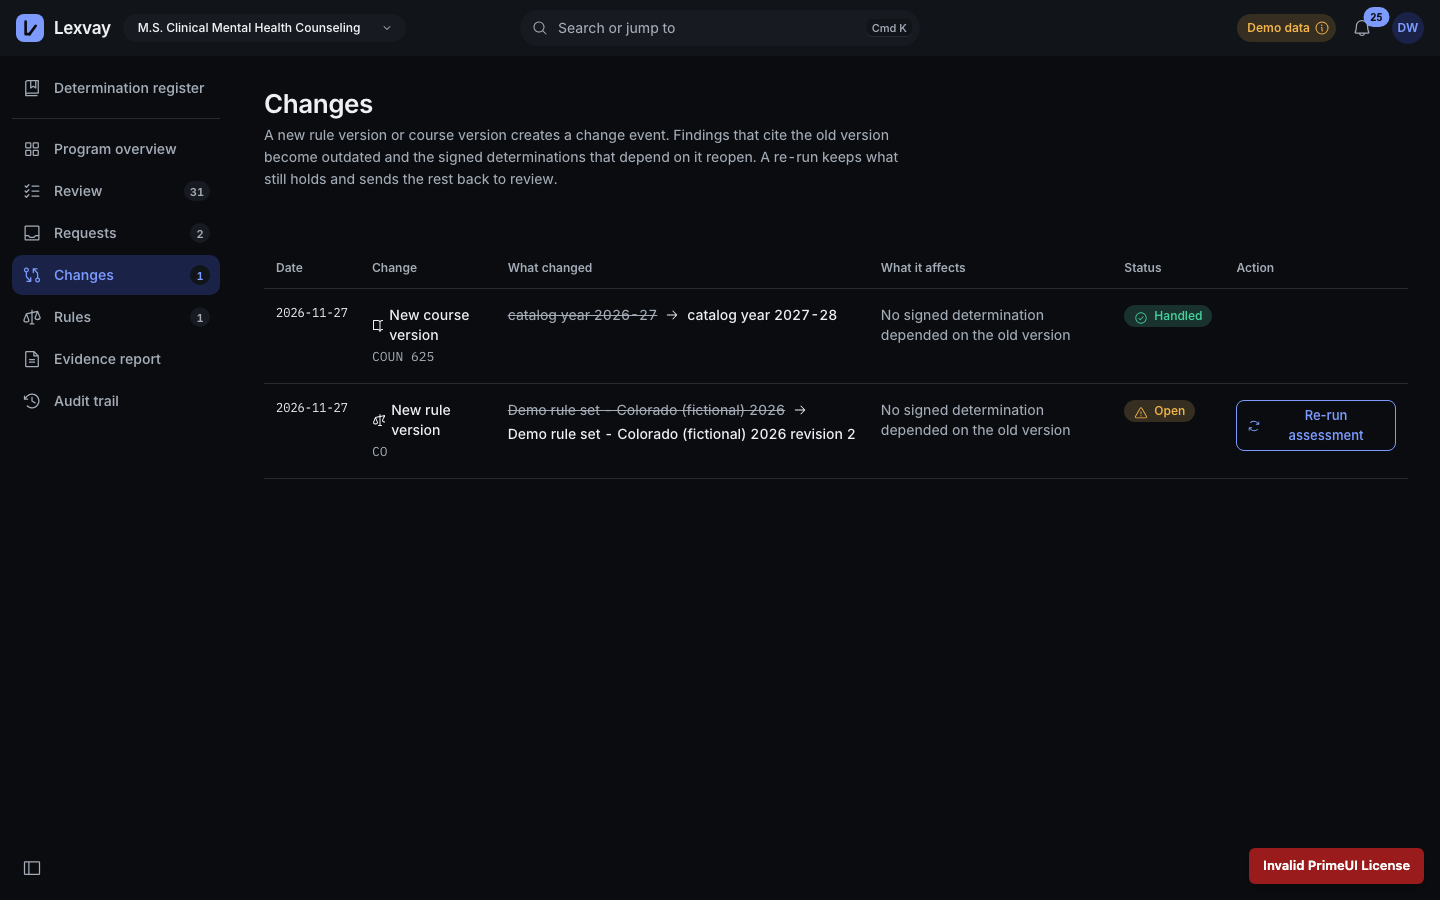 Lexvay
M.S. Clinical Mental Health Counseling
Search or jump to
Cmd K
Demo data
25
DW
Determination register
Program overview
Review
31
Requests
2
Changes
1
Rules
1
Evidence report
Audit trail
Changes
A new rule version or course version creates a change event. Findings that cite the old version
become outdated and the signed determinations that depend on it reopen. A re-run keeps what
still holds and sends the rest back to review.
Date
Change
What changed
What it affects
Status
Action
2026-11-27
New course
version
COUN 625
catalog year 2026-27 → catalog year 2027-28
No signed determination
depended on the old version
Handled
2026-11-27
New rule
version
CO
Demo rule set - Colorado (fictional) 2026 →
Demo rule set - Colorado (fictional) 2026 revision 2
No signed determination
depended on the old version
Open
Re-run
assessment
Invalid PrimeUI License